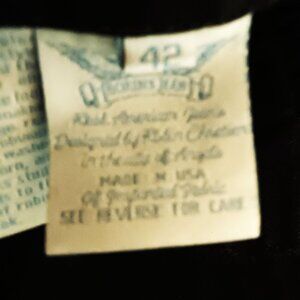 42
ROBIN'S JEAN
Real American Jeans
Designed by Robin Chretien
In the city of Angels
MADE IN USA
Of Imported Fabric
SEE REVERSE FOR CARE